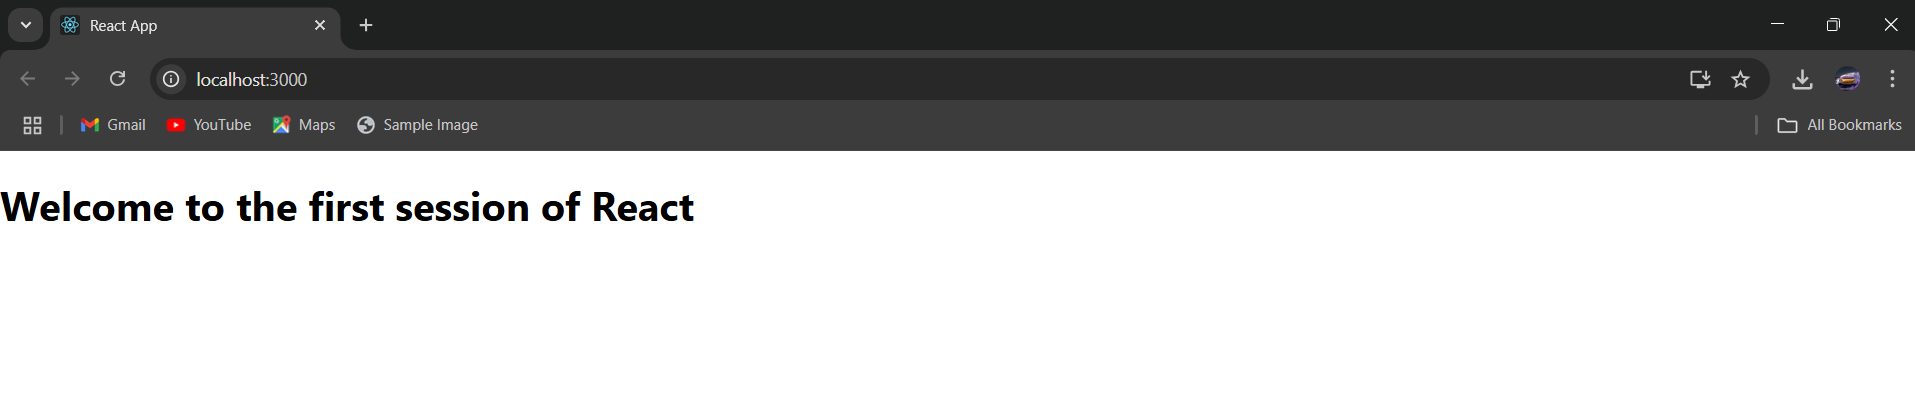 React App
localhost:3000
Gmail YouTube Maps Sample Image All Bookmarks
Welcome to the first session of React